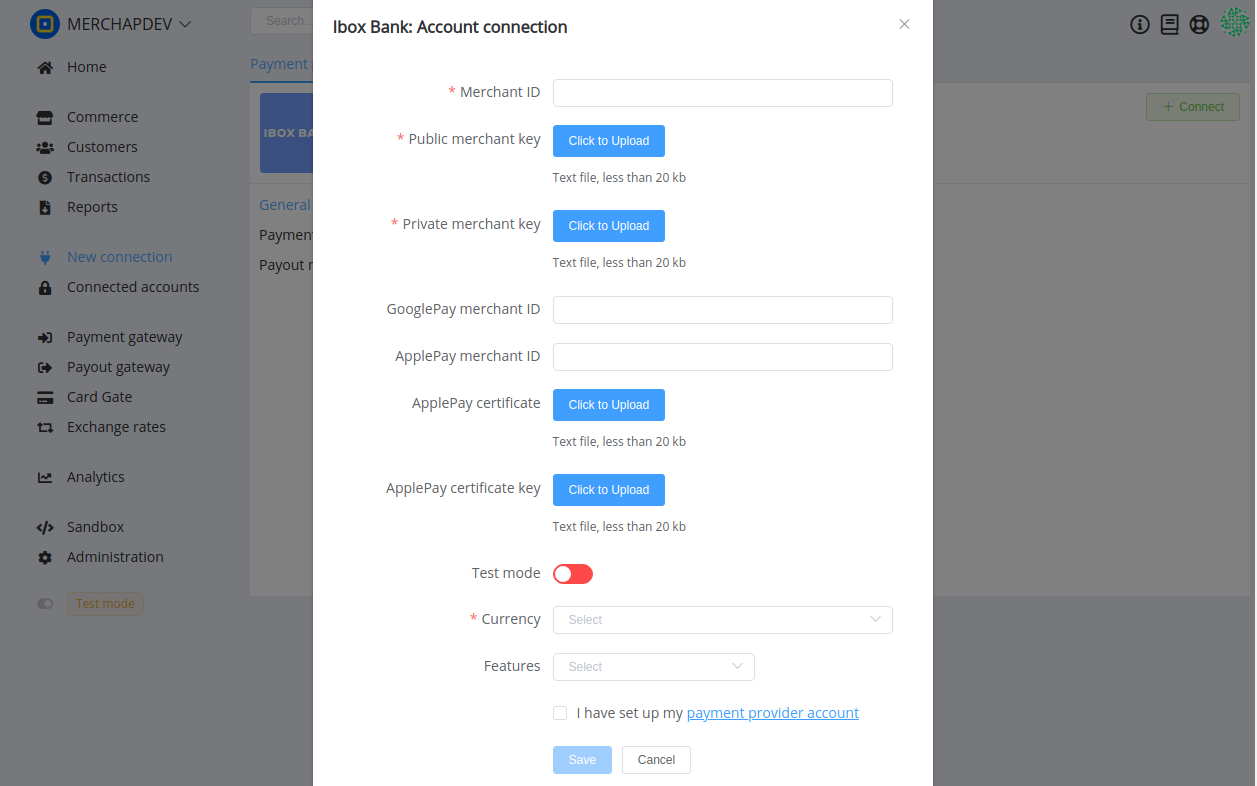 MERCHAPDEV
Search...
Home
Commerce
Customers
Transactions
Reports
New connection
Connected accounts
Payment gateway
Payout gateway
Card Gate
Exchange rates
Analytics
Sandbox
Administration
Test mode
Payment
IBOX BA
General
Payment
Payout
Connect
Ibox Bank: Account connection
* Merchant ID
* Public merchant key Click to Upload
Text file, less than 20 kb
* Private merchant key Click to Upload
Text file, less than 20 kb
GooglePay merchant ID
ApplePay merchant ID
ApplePay certificate Click to Upload
Text file, less than 20 kb
ApplePay certificate key Click to Upload
Text file, less than 20 kb
Test mode
* Currency Select
Features Select
I have set up my payment provider account
Save Cancel